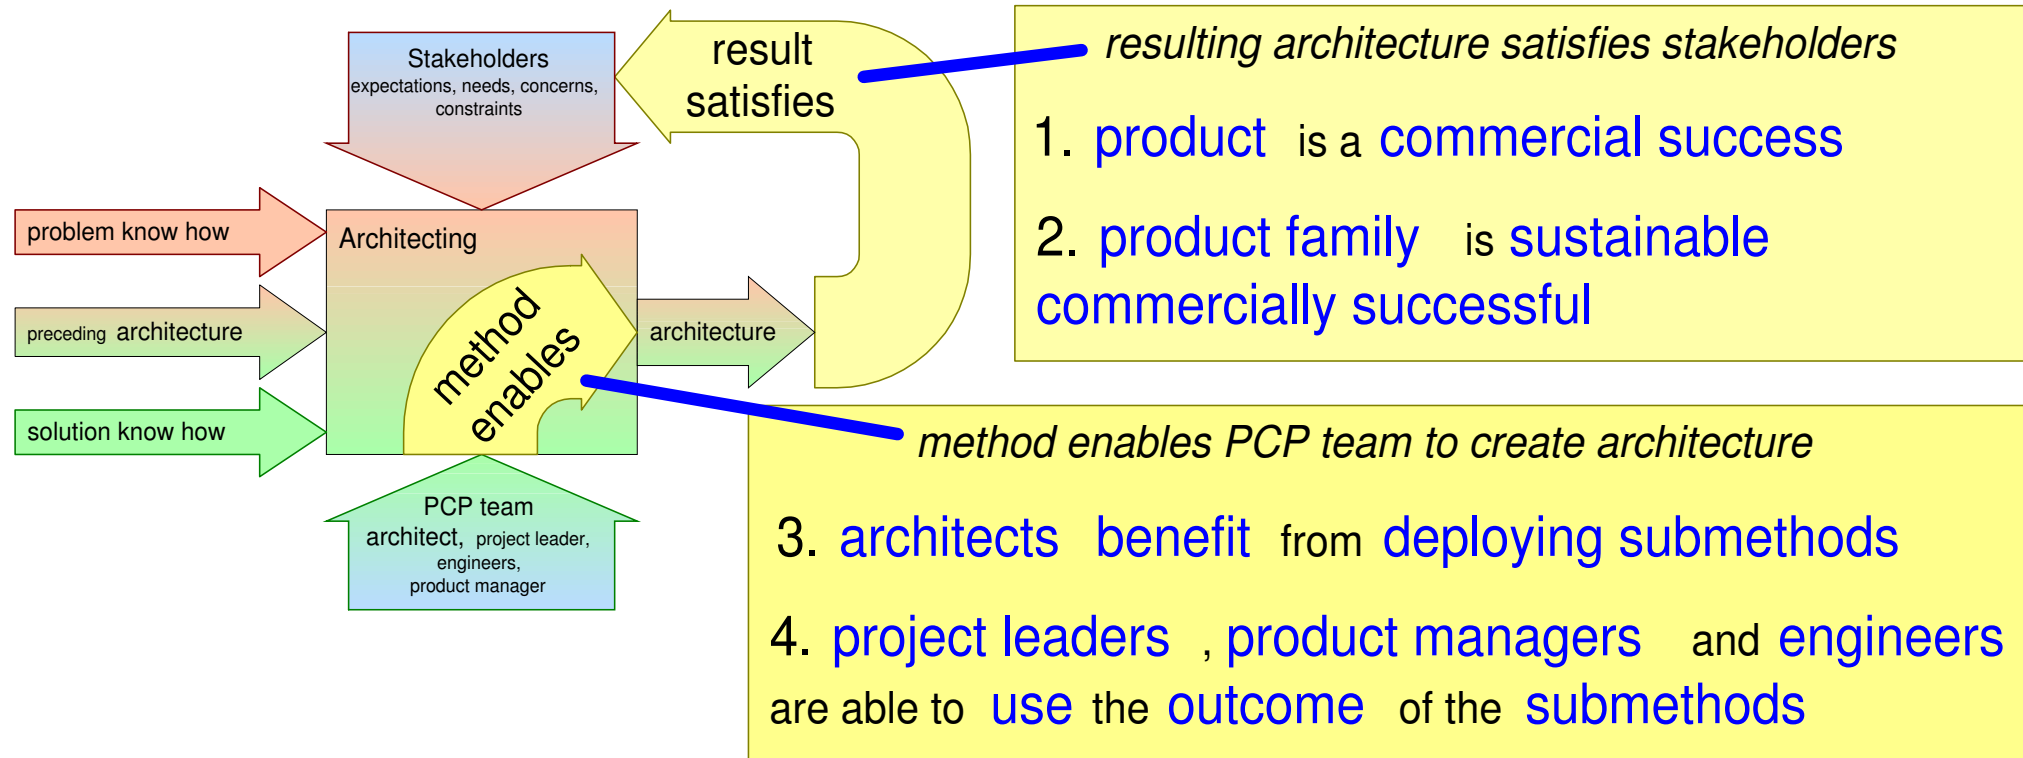 Stakeholders
expectations, needs, concerns,
constraints
result
satisfies
problem know how
preceding architecture
solution know how
Architecting
method
enables
architecture
PCP team
architect, project leader,
engineers,
product manager
resulting architecture satisfies stakeholders
1. product is a commercial success
2. product family is sustainable
commercially successful
method enables PCP team to create architecture
3. architects benefit from deploying submethods
4. project leaders , product managers and engineers
are able to use the outcome of the submethods